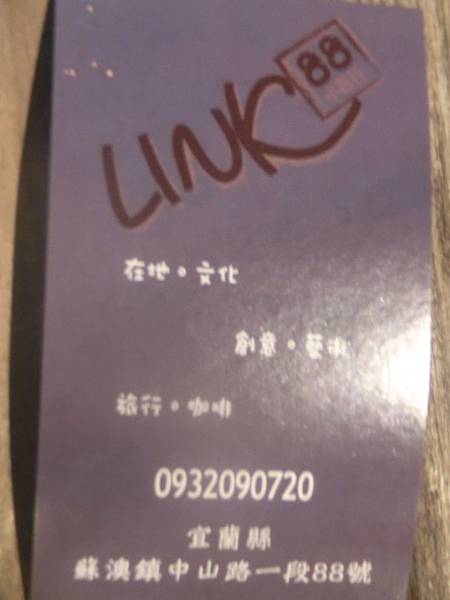 LINK 88
在地。文化
創意。藝術
旅行。咖啡
0932090720
宜蘭縣
蘇澳鎮中山路一段88號